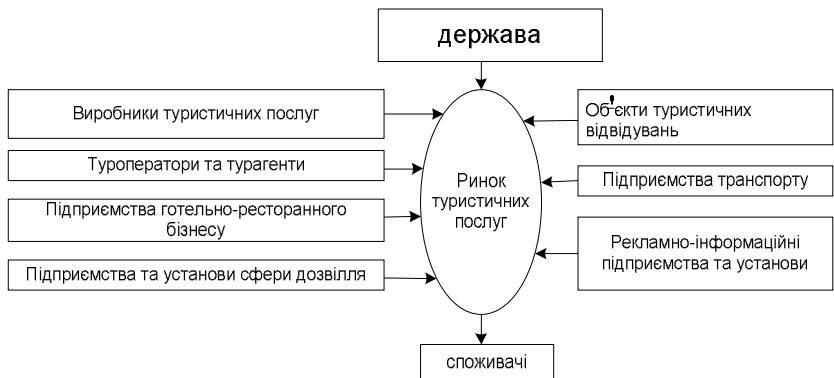 держава
Виробники туристичних послуг
Туроператори та турагенти
Підприємства готельно-ресторанного
бізнесу
Підприємства та установи сфери дозвілля
Ринок
туристичних
послуг
Об'єкти туристичних
відвідувань
Підприємства транспорту
Рекламно-інформаційні
підприємства та установи
споживачі